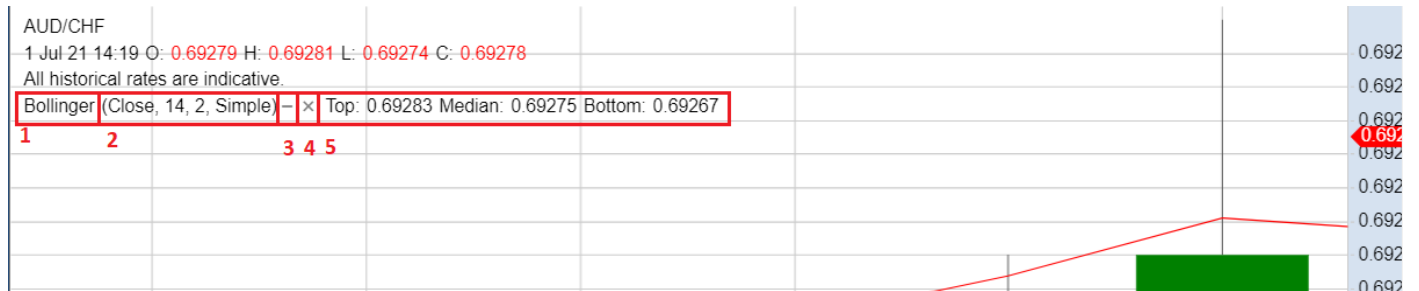 AUD/CHF
1 Jul 21 14:19 O: 0.69279 H: 0.69281 L: 0.69274 C: 0.69278
All historical rates are indicative.
Bollinger (Close, 14, 2, Simple) − × Top: 0.69283 Median: 0.69275 Bottom: 0.69267
1 2 3 4 5
0.692
0.692
0.692
0.692
0.692
0.692
0.692
0.692
0.692